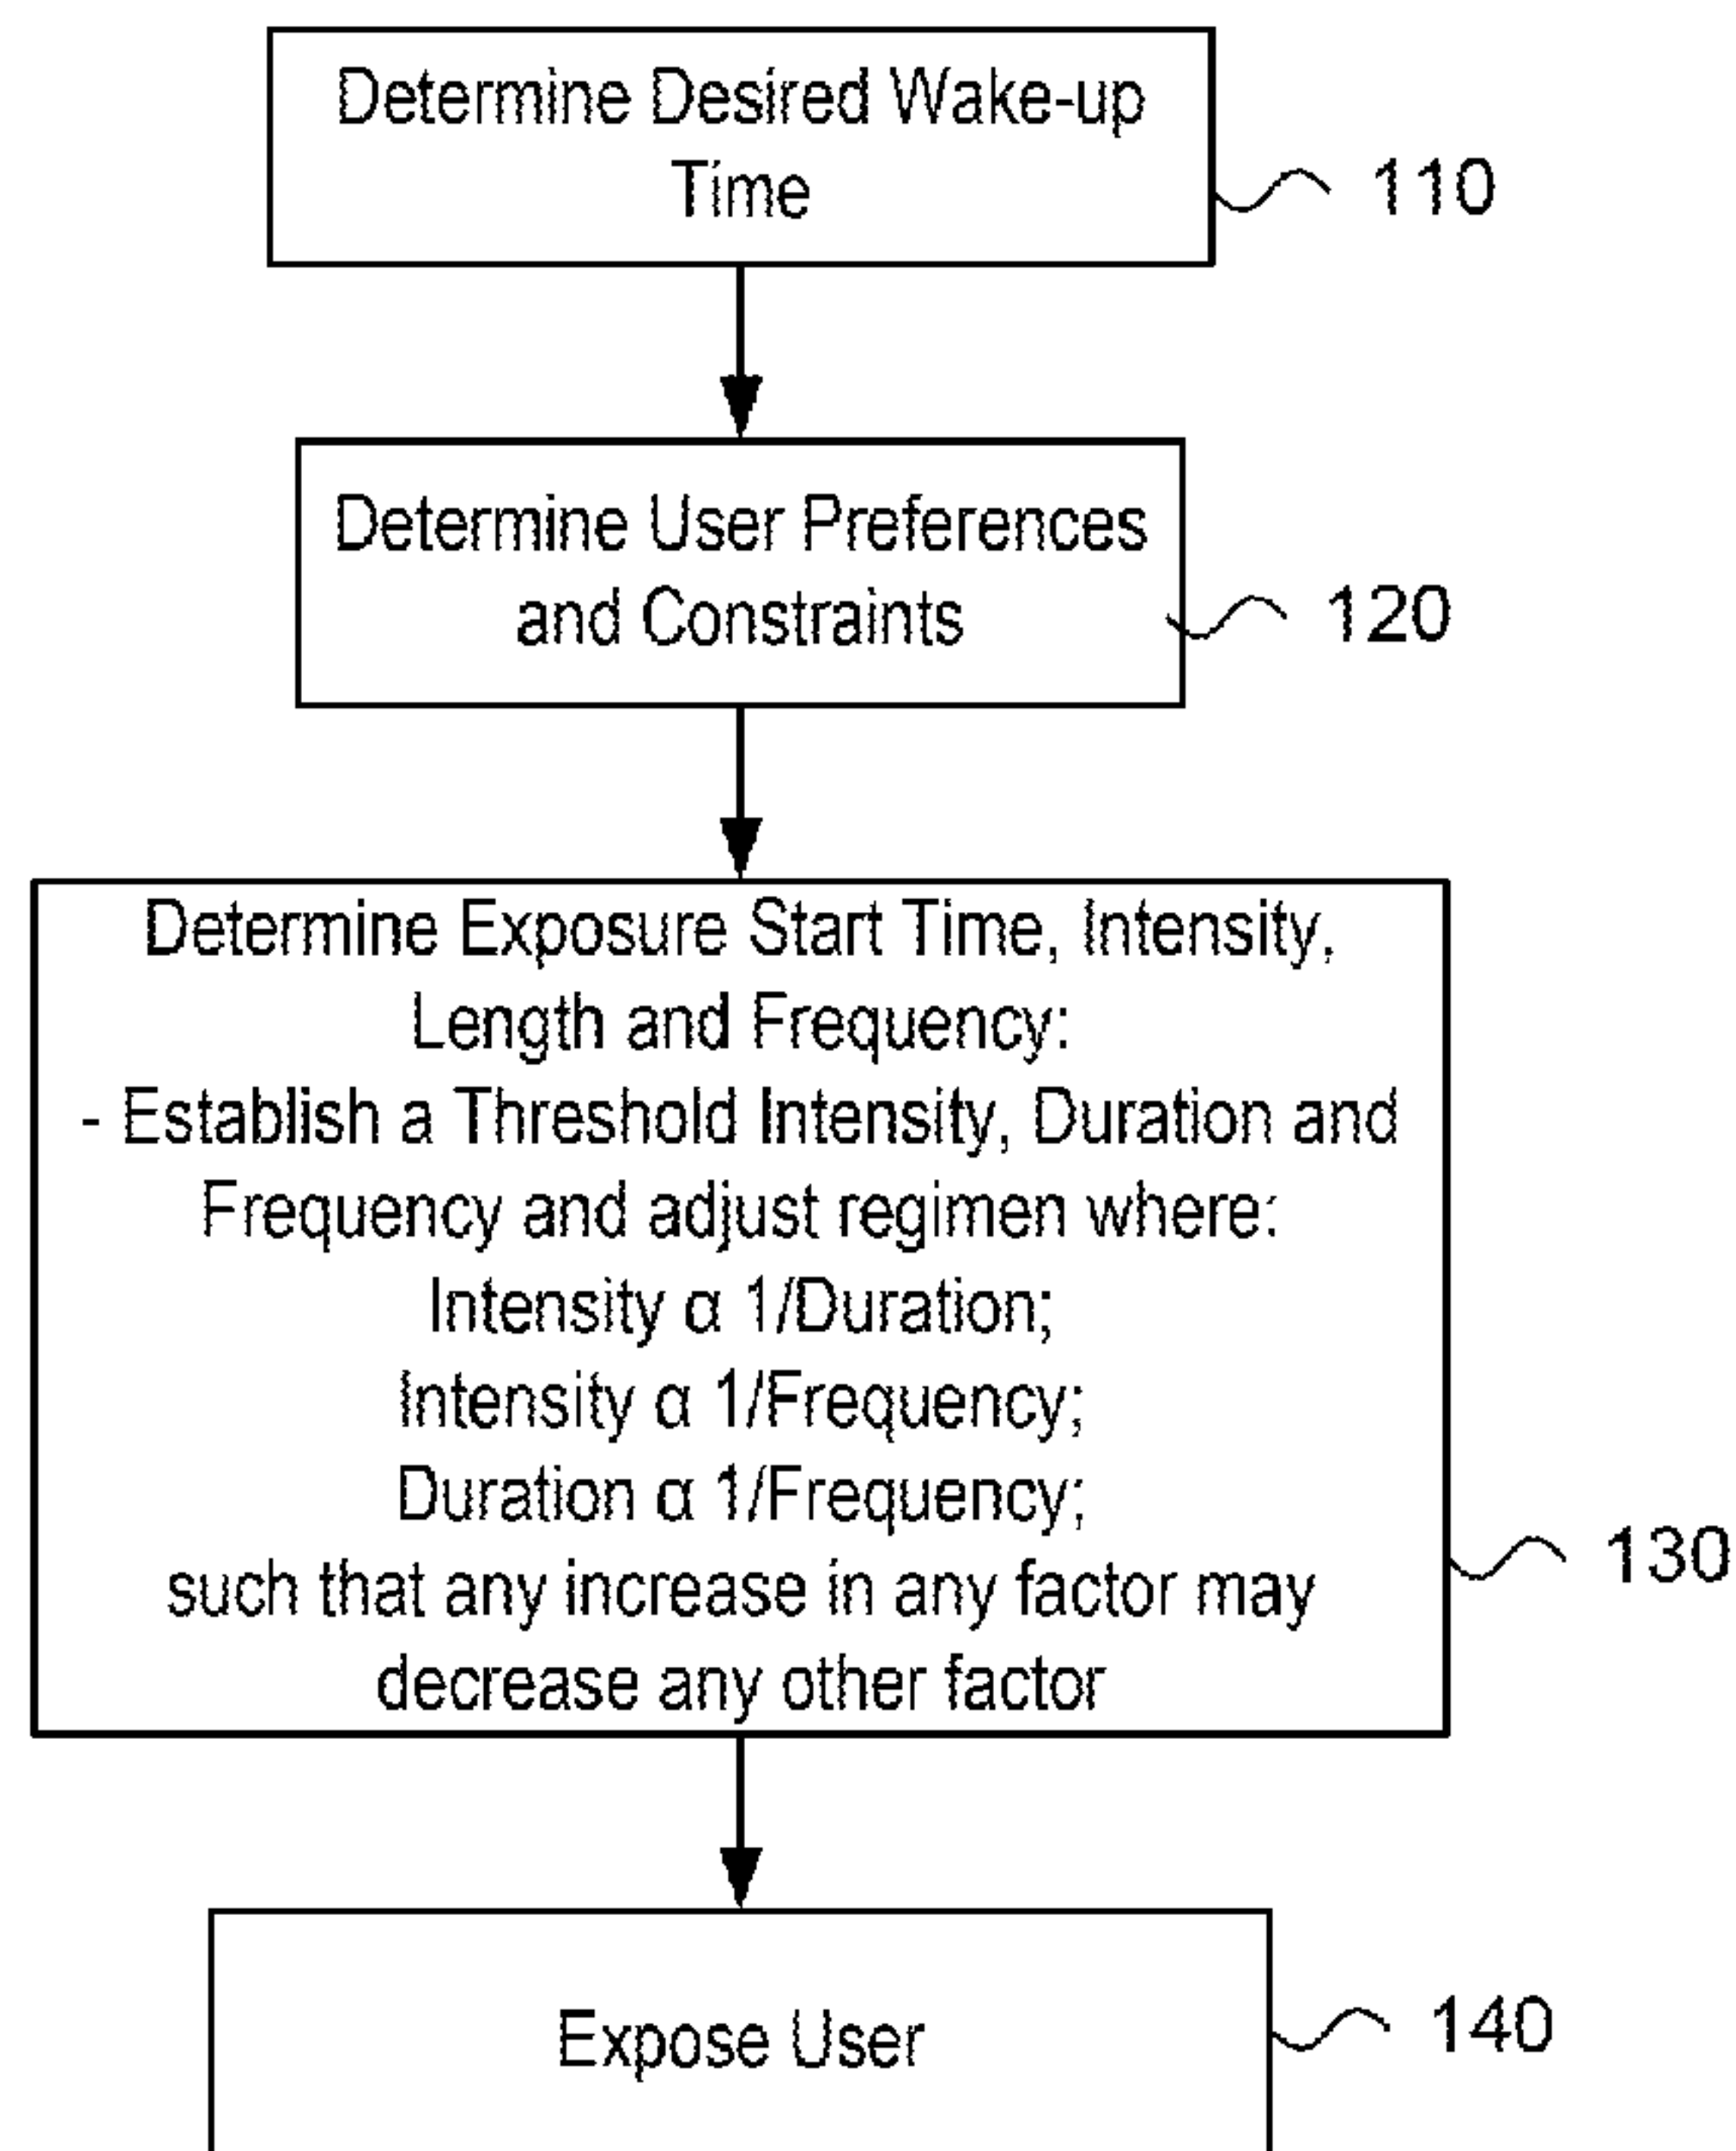 Determine Desired Wake-up
Time
110
Determine User Preferences
and Constraints
120
Determine Exposure Start Time, Intensity,
Length and Frequency:
- Establish a Threshold Intensity, Duration and
Frequency and adjust regimen where:
Intensity α 1/Duration;
Intensity α 1/Frequency;
Duration α 1/Frequency;
such that any increase in any factor may
decrease any other factor
130
Expose User
140